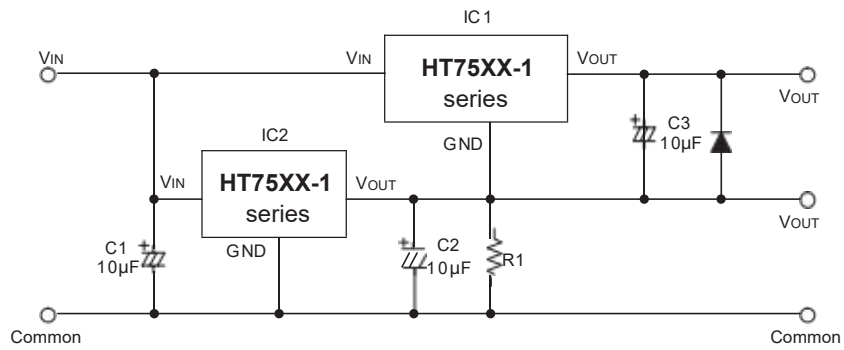 IC1
VIN
VIN
HT75XX-1
series
VOUT
VOUT
GND
C3
10µF
IC2
VIN
HT75XX-1
series
VOUT
VOUT
GND
C1
10µF
C2
10µF
R1
Common
Common